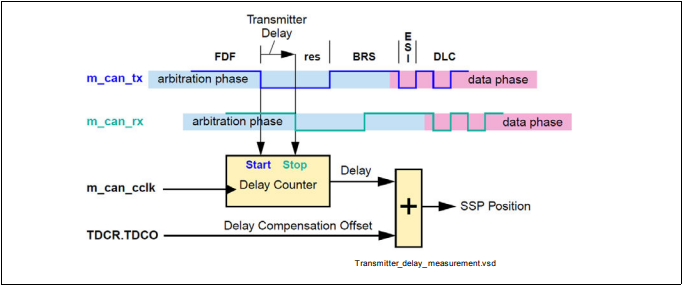 Transmitter
Delay
E
S
I
FDF
res
BRS
DLC
m_can_tx
arbitration phase
data phase
m_can_rx
arbitration phase
data phase
Start Stop
Delay Counter
Delay
m_can_cclk
+
SSP Position
TDCR.TDCO
Delay Compensation Offset
Transmitter_delay_measurement.vsd